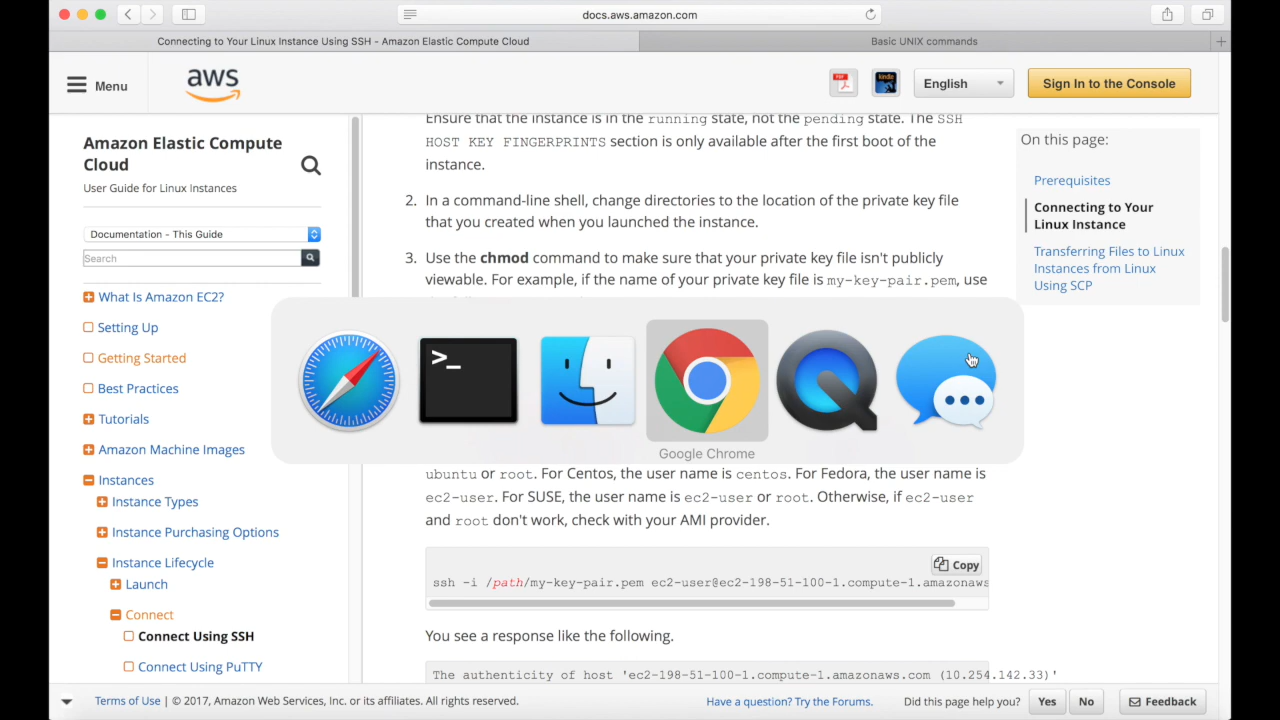 docs.aws.amazon.com
Connecting to Your Linux Instance Using SSH - Amazon Elastic Compute Cloud
Basic UNIX commands
Menu
aws
PDF
kindle
English
Sign In to the Console
Amazon Elastic Compute
Cloud
User Guide for Linux Instances
Documentation - This Guide
Search
What Is Amazon EC2?
Setting Up
Getting Started
Best Practices
Tutorials
Amazon Machine Images
Instances
Instance Types
Instance Purchasing Options
Instance Lifecycle
Launch
Connect
Connect Using SSH
Connect Using PuTTY
Ensure that the instance is in the running state, not the pending state. The SSH
HOST KEY FINGERPRINTS section is only available after the first boot of the
instance.
2. In a command-line shell, change directories to the location of the private key file
that you created when you launched the instance.
3. Use the chmod command to make sure that your private key file isn't publicly
viewable. For example, if the name of your private key file is my-key-pair.pem, use
>_
Google Chrome
ubuntu or root. For Centos, the user name is centos. For Fedora, the user name is
ec2-user. For SUSE, the user name is ec2-user or root. Otherwise, if ec2-user
and root don't work, check with your AMI provider.
Copy
ssh -i /path/my-key-pair.pem ec2-user@ec2-198-51-100-1.compute-1.amazonaws
You see a response like the following.
The authenticity of host 'ec2-198-51-100-1.compute-1.amazonaws.com (10.254.142.33)'
On this page:
Prerequisites
Connecting to Your
Linux Instance
Transferring Files to Linux
Instances from Linux
Using SCP
Terms of Use | © 2017, Amazon Web Services, Inc. or its affiliates. All rights reserved.
Have a question? Try the Forums.
Did this page help you?
Yes
No
Feedback